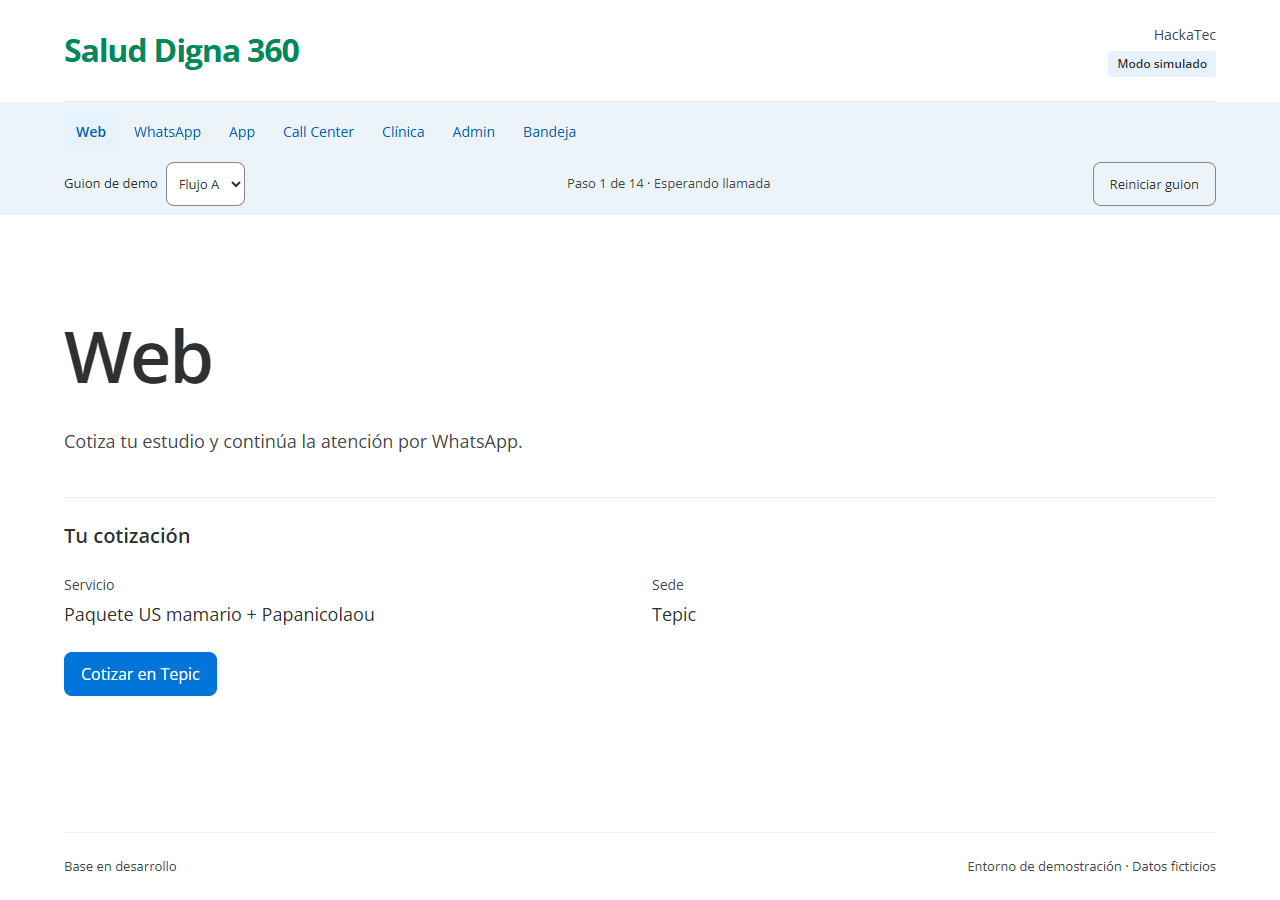 Salud Digna 360
HackaTec
Modo simulado
Web WhatsApp App Call Center Clínica Admin Bandeja
Guion de demo Flujo A Paso 1 de 14 · Esperando llamada Reiniciar guion
Web
Cotiza tu estudio y continúa la atención por WhatsApp.
Tu cotización
Servicio Sede
Paquete US mamario + Papanicolaou Tepic
Cotizar en Tepic
Base en desarrollo Entorno de demostración · Datos ficticios